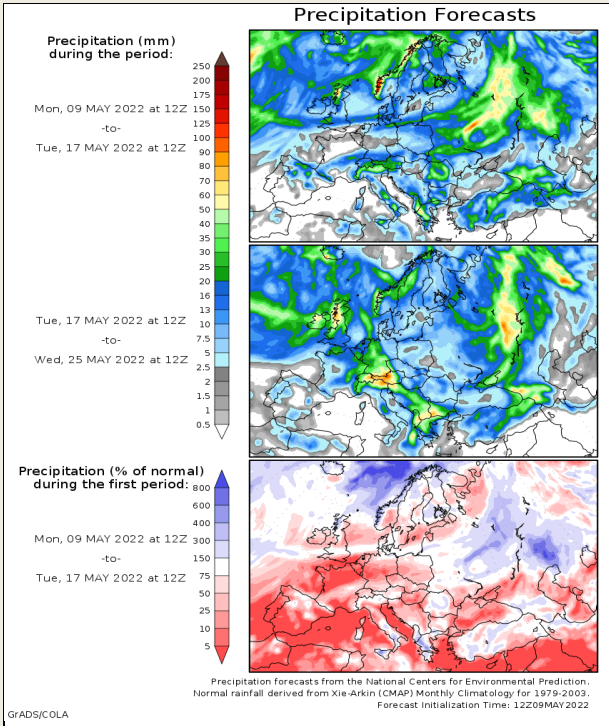 Precipitation Forecasts
Precipitation (mm)
during the period:
250
200
175
150
125
100
90
80
70
60
50
40
35
30
25
20
16
13
10
7.5
5
2.5
2
1.5
1
0.5
Mon, 09 MAY 2022 at 12Z
-to-
Tue, 17 MAY 2022 at 12Z
Tue, 17 MAY 2022 at 12Z
-to-
Wed, 25 MAY 2022 at 12Z
Precipitation (% of normal)
during the first period:
800
600
400
300
150
75
50
25
10
5
Mon, 09 MAY 2022 at 12Z
-to-
Tue, 17 MAY 2022 at 12Z
Precipitation forecasts from the National Centers for Environmental Prediction.
Normal rainfall derived from Xie-Arkin (CMAP) Monthly Climatology for 1979-2003.
Forecast Initialization Time: 12Z09MAY2022
GrADS/COLA